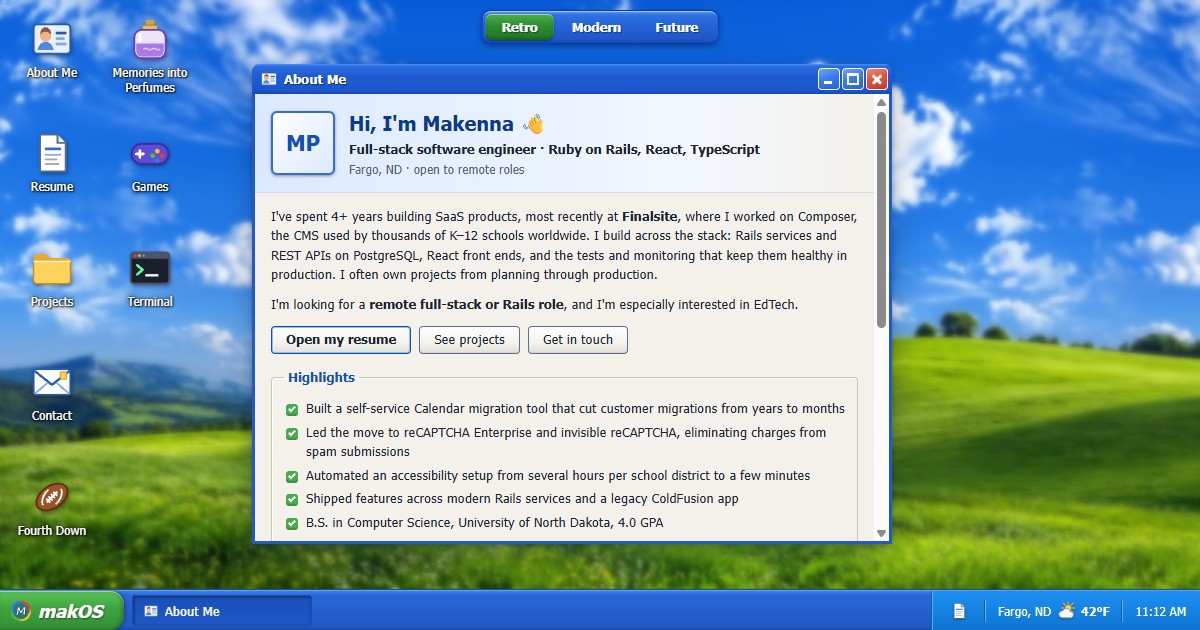 Retro Modern Future
About Me
Memories into
Perfumes
Resume
Games
Projects
Terminal
Contact
Fourth Down
About Me
MP
Hi, I'm Makenna 👋
Full-stack software engineer · Ruby on Rails, React, TypeScript
Fargo, ND · open to remote roles
I've spent 4+ years building SaaS products, most recently at Finalsite, where I worked on Composer,
the CMS used by thousands of K–12 schools worldwide. I build across the stack: Rails services and
REST APIs on PostgreSQL, React front ends, and the tests and monitoring that keep them healthy in
production. I often own projects from planning through production.
I'm looking for a remote full-stack or Rails role, and I'm especially interested in EdTech.
Open my resume See projects Get in touch
Highlights
Built a self-service Calendar migration tool that cut customer migrations from years to months
Led the move to reCAPTCHA Enterprise and invisible reCAPTCHA, eliminating charges from
spam submissions
Automated an accessibility setup from several hours per school district to a few minutes
Shipped features across modern Rails services and a legacy ColdFusion app
B.S. in Computer Science, University of North Dakota, 4.0 GPA
M makOS
About Me
Fargo, ND 42°F 11:12 AM